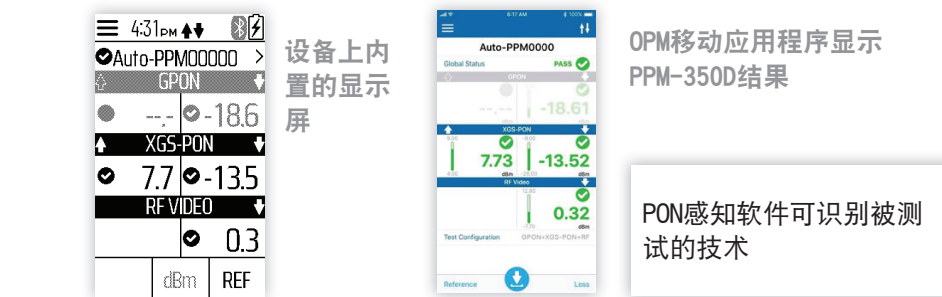 4:31PM
Auto-PPM00000 >
GPON
--.- -18.6
XGS-PON
7.7 -13.5
RF VIDEO
0.3
dBm REF
设备上内
置的显示
屏
6:17 AM 100%
Auto-PPM0000
Global Status PASS
GPON
--.-- -18.61
dBm
XGS-PON
7.73 -13.52
dBm dBm
RF Video
12.00
0.32
dBm
Test Configuration GPON+XGS-PON+RF
Reference Loss
OPM移动应用程序显示
PPM-350D结果
PON感知软件可识别被测
试的技术